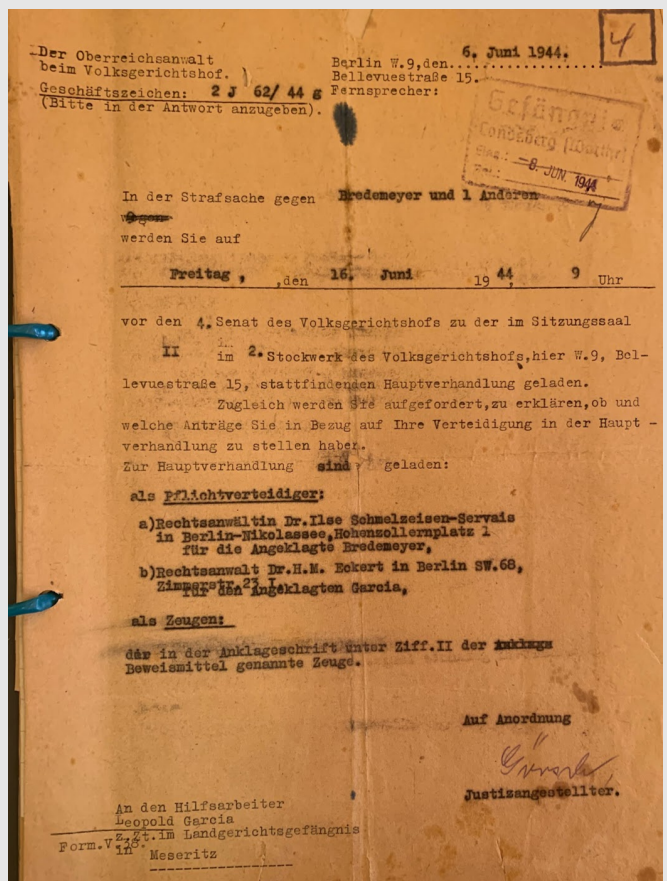 4
Der Oberreichsanwalt
beim Volksgerichtshof.
Geschäftszeichen: 2 J 62/ 44 g
(Bitte in der Antwort anzugeben).
6. Juni 1944.
Berlin W.9,den..................
Bellevuestraße 15.
Fernsprecher:
Gefängnis
Landsberg (Warthe)
-8. JUN. 1944
In der Strafsache gegen Bredemeyer und 1 Anderen
wegen
werden Sie auf
Freitag , ,den 16. Juni 19 44, 9 Uhr
vor den 4. Senat des Volksgerichtshofs zu der im Sitzungssaal
II im 2. Stockwerk des Volksgerichtshofs,hier W.9, Bel-
levuestraße 15, stattfindenden Hauptverhandlung geladen.
Zugleich werden Sie aufgefordert,zu erklären,ob und
welche Anträge Sie in Bezug auf Ihre Verteidigung in der Haupt -
verhandlung zu stellen haben.
Zur Hauptverhandlung sind geladen:
als Pflichtverteidiger:
a)Rechtsanwältin Dr.Ilse Schmelzeisen-Servais
in Berlin-Nikolassee,Hohenzollernplatz 1
für die Angeklagte Bredemeyer,
b)Rechtsanwalt Dr.H.M. Eckert in Berlin SW.68,
Zimmerstr.23 I.
für den Angeklagten Garcia,
als Zeugen:
der in der Anklageschrift unter Ziff.II der
Beweismittel genannte Zeuge.
Auf Anordnung
Justizangestellter.
An den Hilfsarbeiter
Leopold Garcia
z.Zt.im Landgerichtsgefängnis
in Meseritz
Form.V.38.